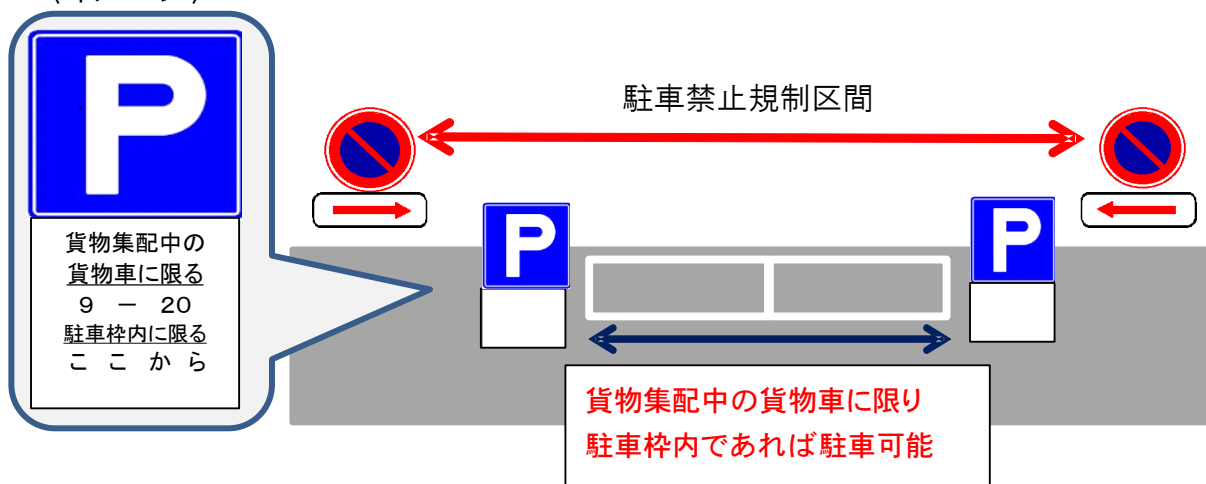 P
貨物集配中の
貨物車に限る
９ － ２０
駐車枠内に限る
こ こ か ら
駐車禁止規制区間
P
P
貨物集配中の貨物車に限り
駐車枠内であれば駐車可能